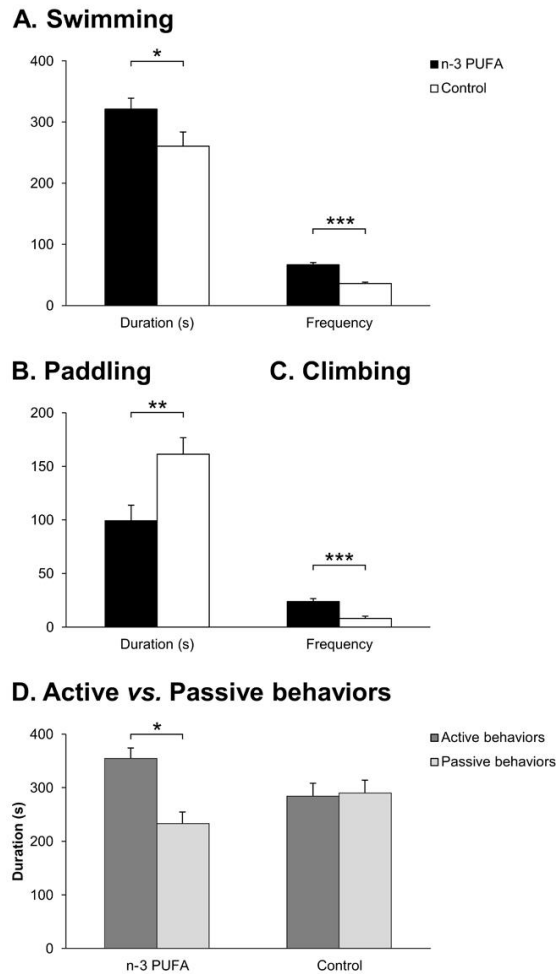 A. Swimming
400
300
200
100
0
*
***
Duration (s)
Frequency
n-3 PUFA
Control
B. Paddling
C. Climbing
200
150
100
50
0
**
***
Duration (s)
Frequency
D. Active vs. Passive behaviors
Duration (s)
400
300
200
100
0
*
n-3 PUFA
Control
Active behaviors
Passive behaviors